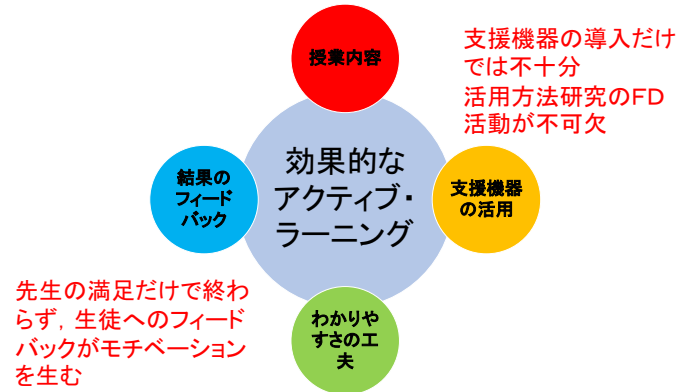 授業内容
支援機器の導入だけ
では不十分
活用方法研究のFD
活動が不可欠
効果的な
アクティブ・
ラーニング
結果の
フィード
バック
支援機器
の活用
先生の満足だけで終わ
らず，生徒へのフィード
バックがモチベーション
を生む
わかりや
すさの工
夫